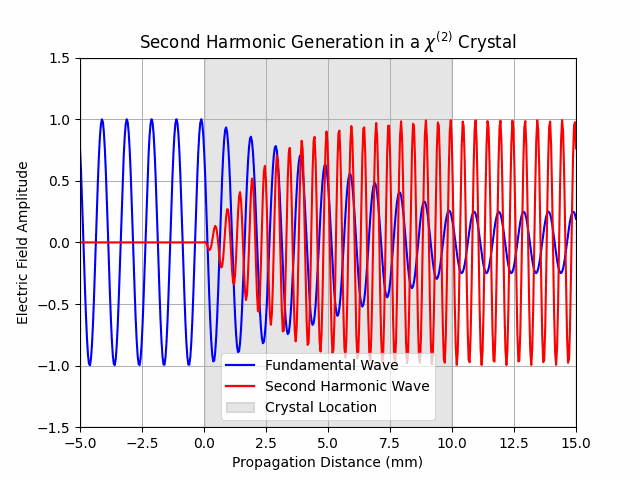 Second Harmonic Generation in a χ⁽²⁾ Crystal
Electric Field Amplitude
1.5
1.0
0.5
0.0
−0.5
−1.0
−1.5
Fundamental Wave
Second Harmonic Wave
Crystal Location
−5.0 −2.5 0.0 2.5 5.0 7.5 10.0 12.5 15.0
Propagation Distance (mm)